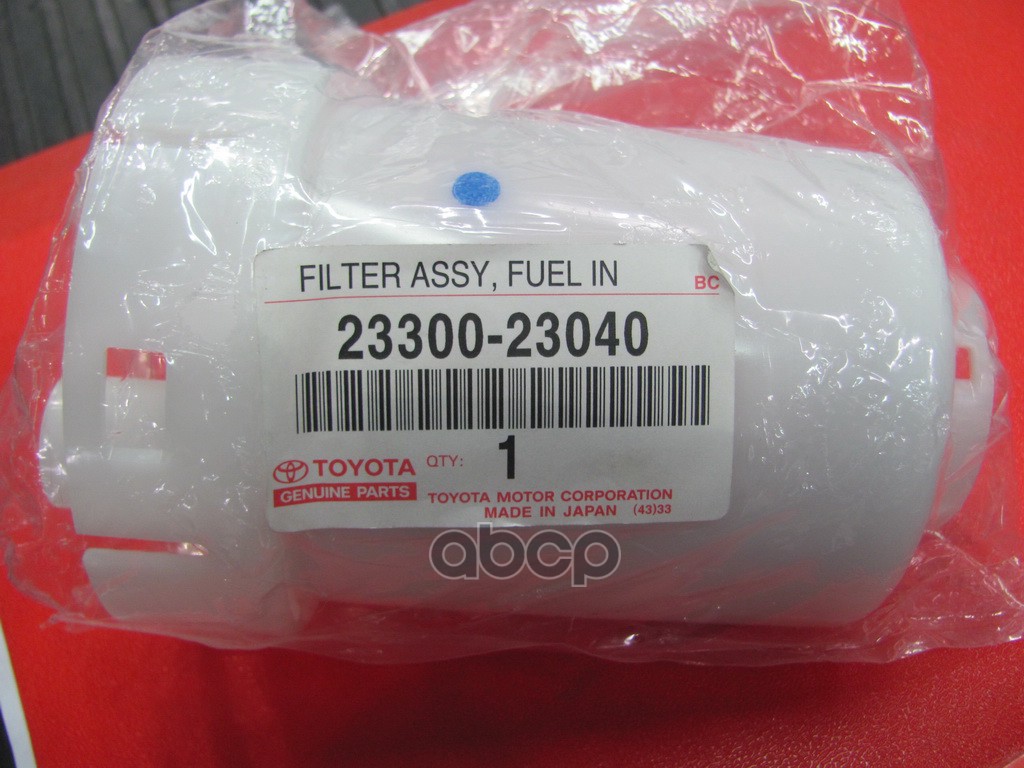 FILTER ASSY, FUEL IN
BC
23300-23040
TOYOTA
GENUINE PARTS
QTY: 1
TOYOTA MOTOR CORPORATION
MADE IN JAPAN (43)33
abcp